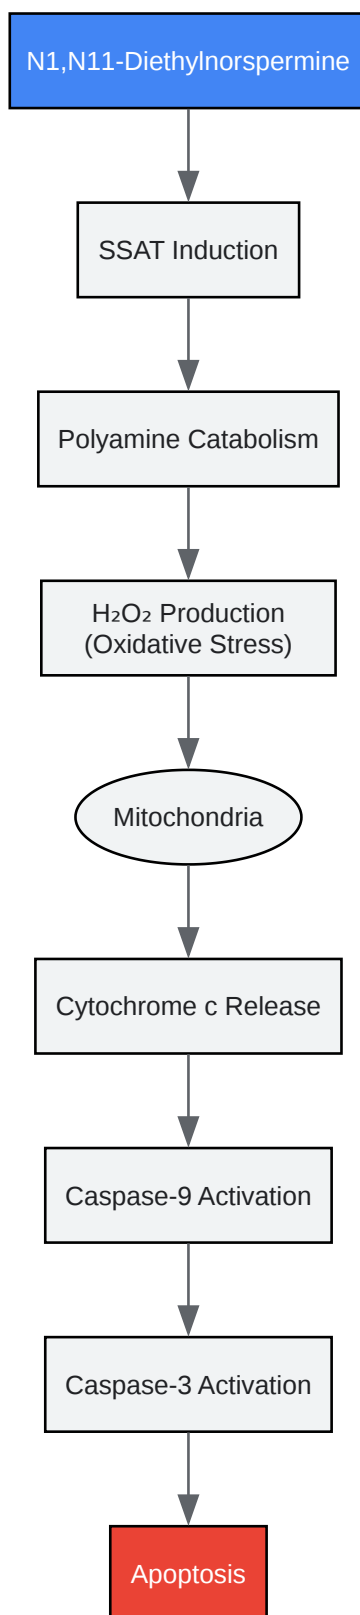 N1,N11-Diethylnorspermine
SSAT Induction
Polyamine Catabolism
H₂O₂ Production
(Oxidative Stress)
Mitochondria
Cytochrome c Release
Caspase-9 Activation
Caspase-3 Activation
Apoptosis